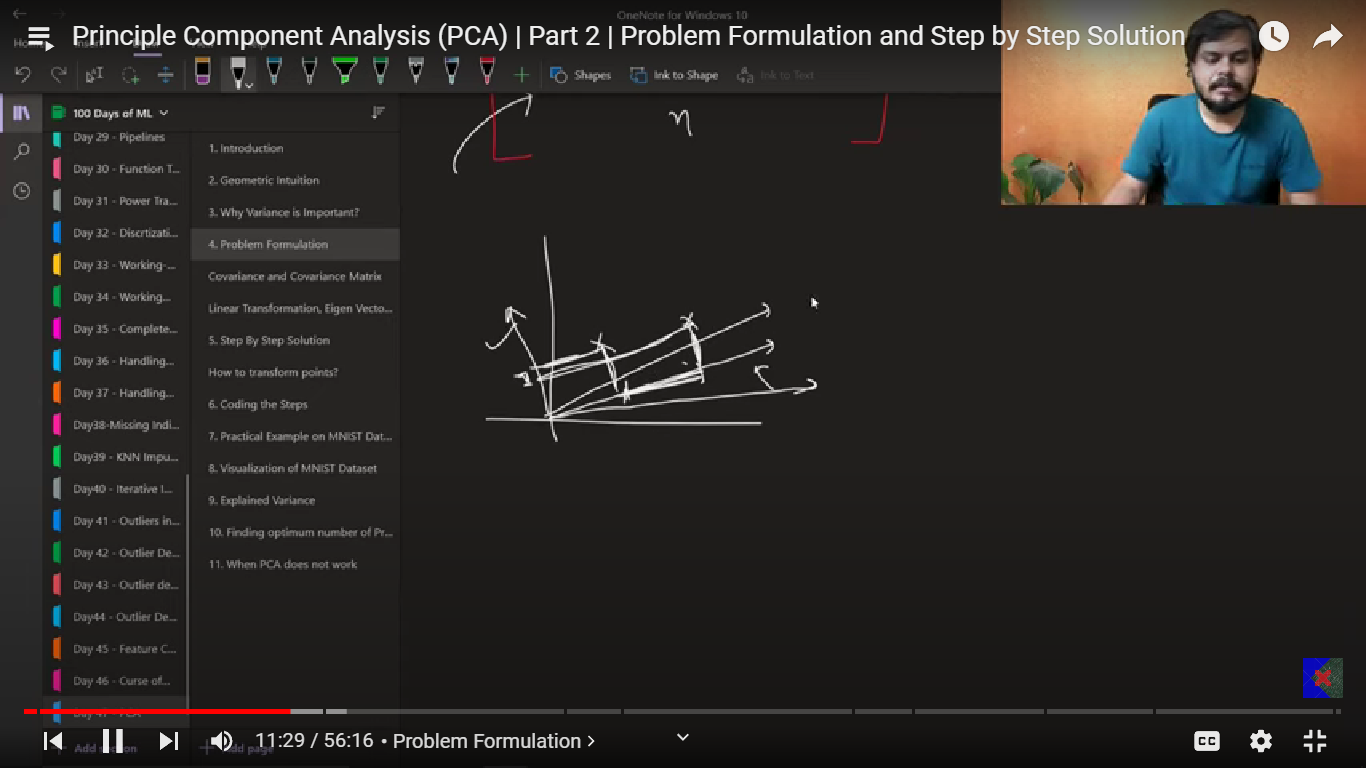 OneNote for Windows 10
Principle Component Analysis (PCA) | Part 2 | Problem Formulation and Step by Step Solution
Shapes
Ink to Shape
Ink to Text
100 Days of ML
Day 29 - Pipelines
Day 30 - Function T...
Day 31 - Power Tra...
Day 32 - Discrtizati...
Day 33 - Working-...
Day 34 - Working...
Day 35 - Complete...
Day 36 - Handling...
Day 37 - Handling...
Day38-Missing Indi...
Day39 - KNN Impu...
Day40 - Iterative I...
Day 41 - Outliers in...
Day 42 - Outlier De...
Day 43 - Outlier de...
Day44 - Outlier De...
Day 45 - Feature C...
Day 46 - Curse of...
Day 47 - PCA
Add section
1. Introduction
2. Geometric Intuition
3. Why Variance is Important?
4. Problem Formulation
Covariance and Covariance Matrix
Linear Transformation, Eigen Vecto...
5. Step By Step Solution
How to transform points?
6. Coding the Steps
7. Practical Example on MNIST Dat...
8. Visualization of MNIST Dataset
9. Explained Variance
10. Finding optimum number of Pr...
11. When PCA does not work
Add page
n
11:29 / 56:16 • Problem Formulation
CC